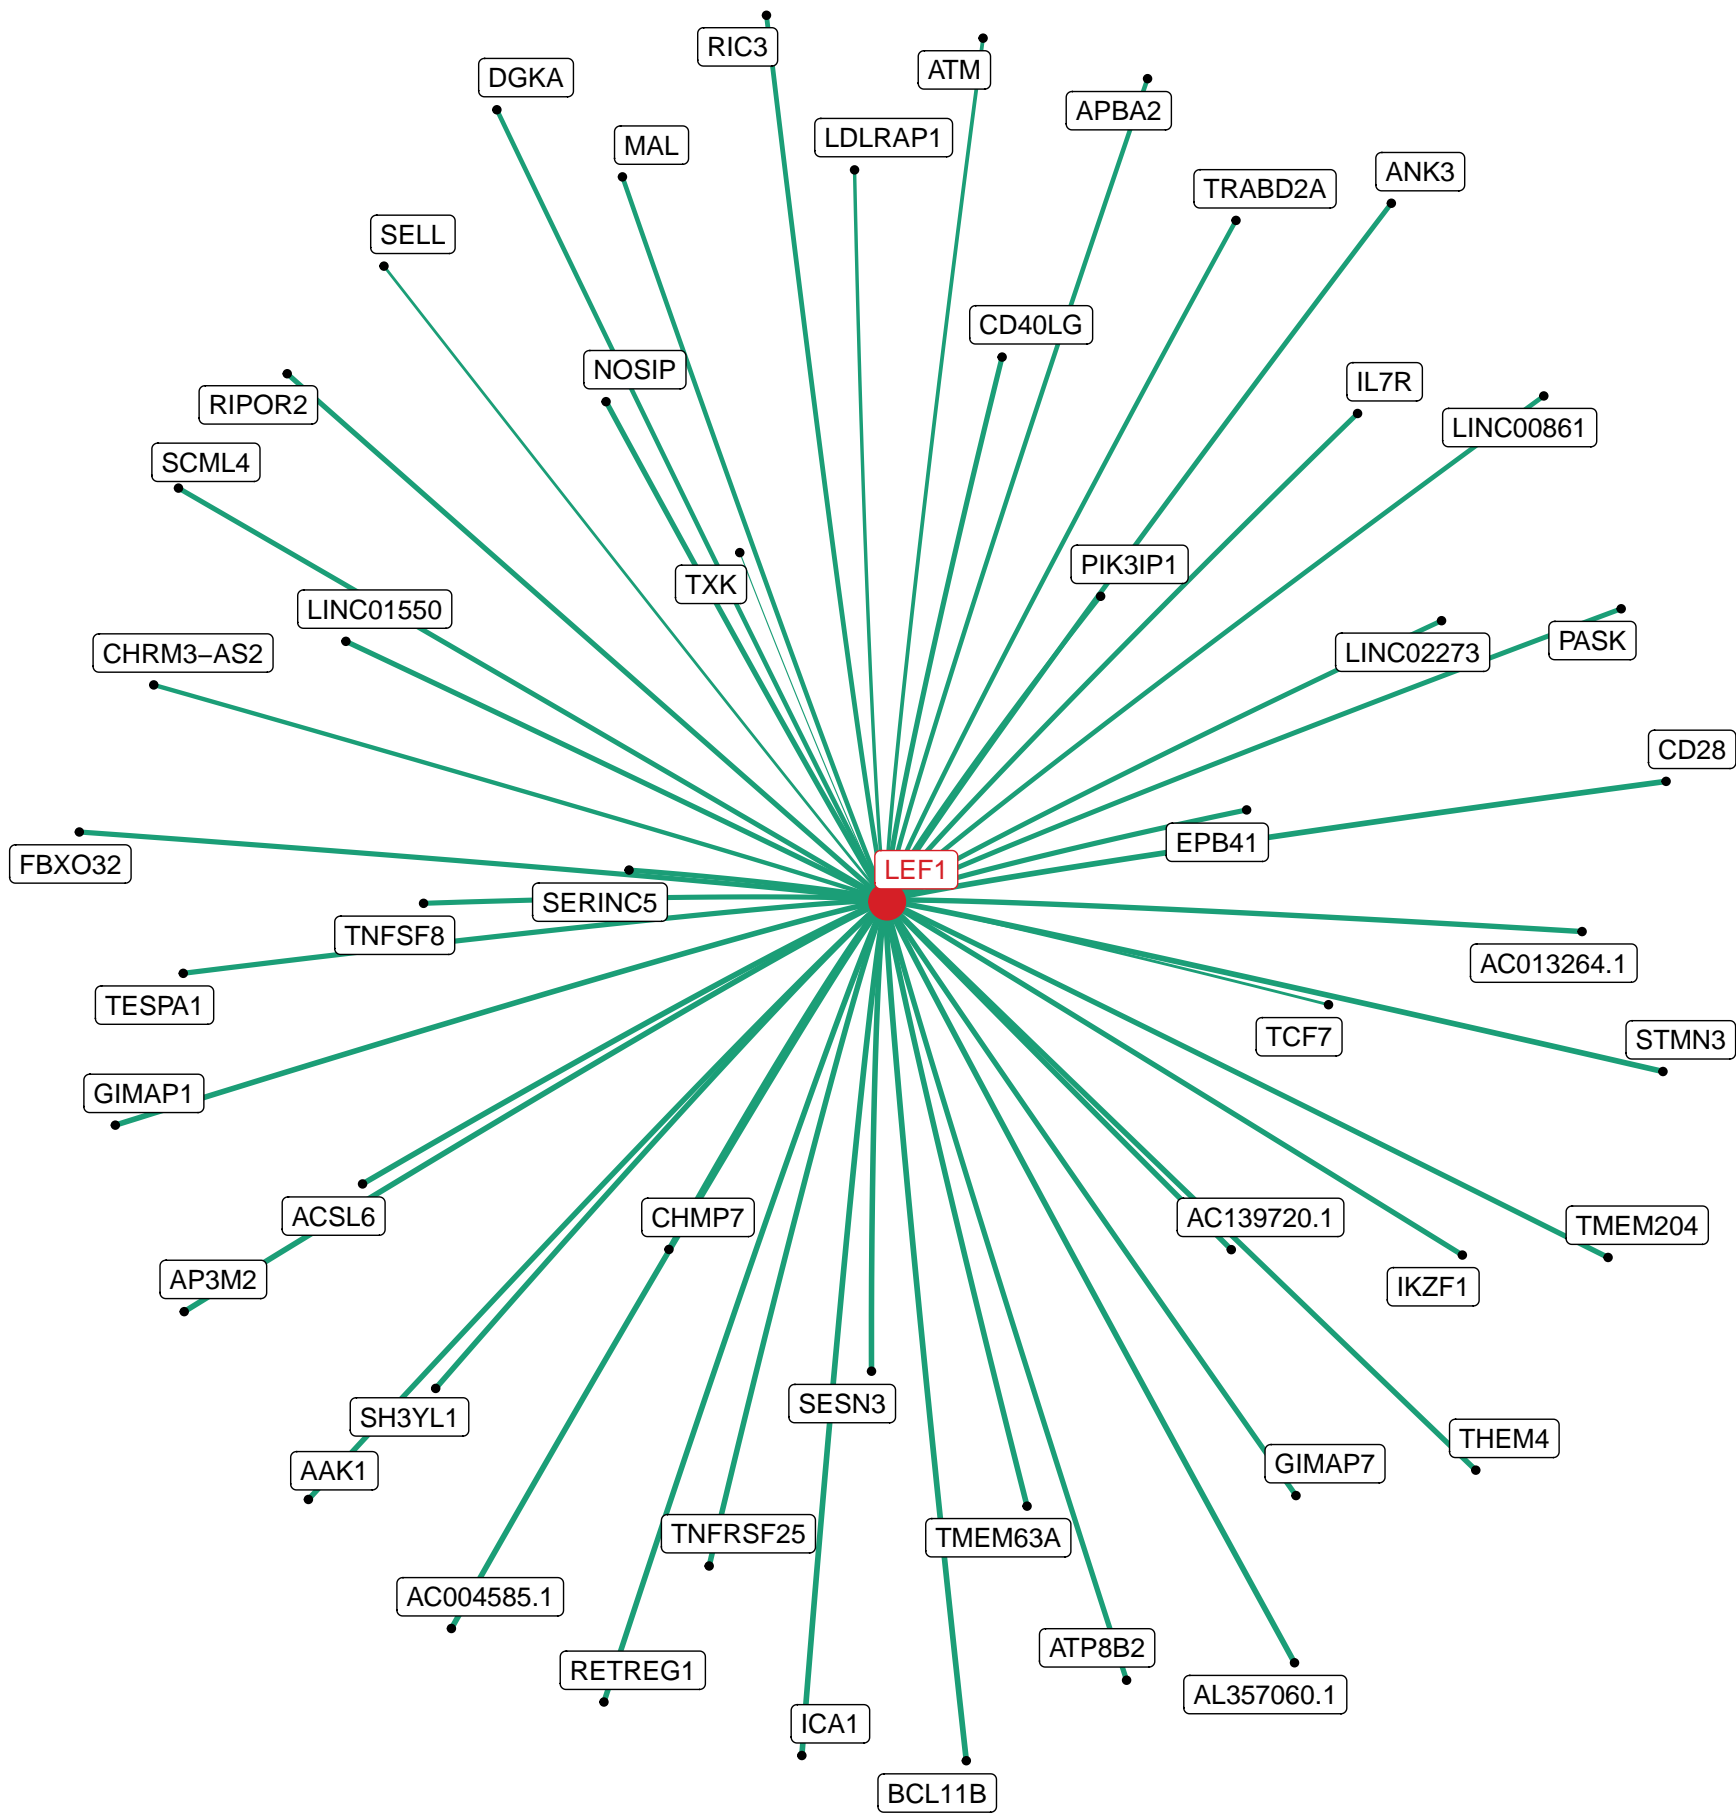 RIC3
ATM
DGKA
APBA2
LDLRAP1
MAL
ANK3
TRABD2A
SELL
CD40LG
NOSIP
IL7R
RIPOR2
LINC00861
SCML4
PIK3IP1
TXK
LINC01550
PASK
CHRM3−AS2
LINC02273
CD28
EPB41
FBXO32
LEF1
SERINC5
TNFSF8
AC013264.1
TESPA1
TCF7
STMN3
GIMAP1
ACSL6
CHMP7
AC139720.1
TMEM204
AP3M2
IKZF1
SESN3
SH3YL1
THEM4
GIMAP7
AAK1
TNFRSF25
TMEM63A
AC004585.1
ATP8B2
RETREG1
AL357060.1
ICA1
BCL11B